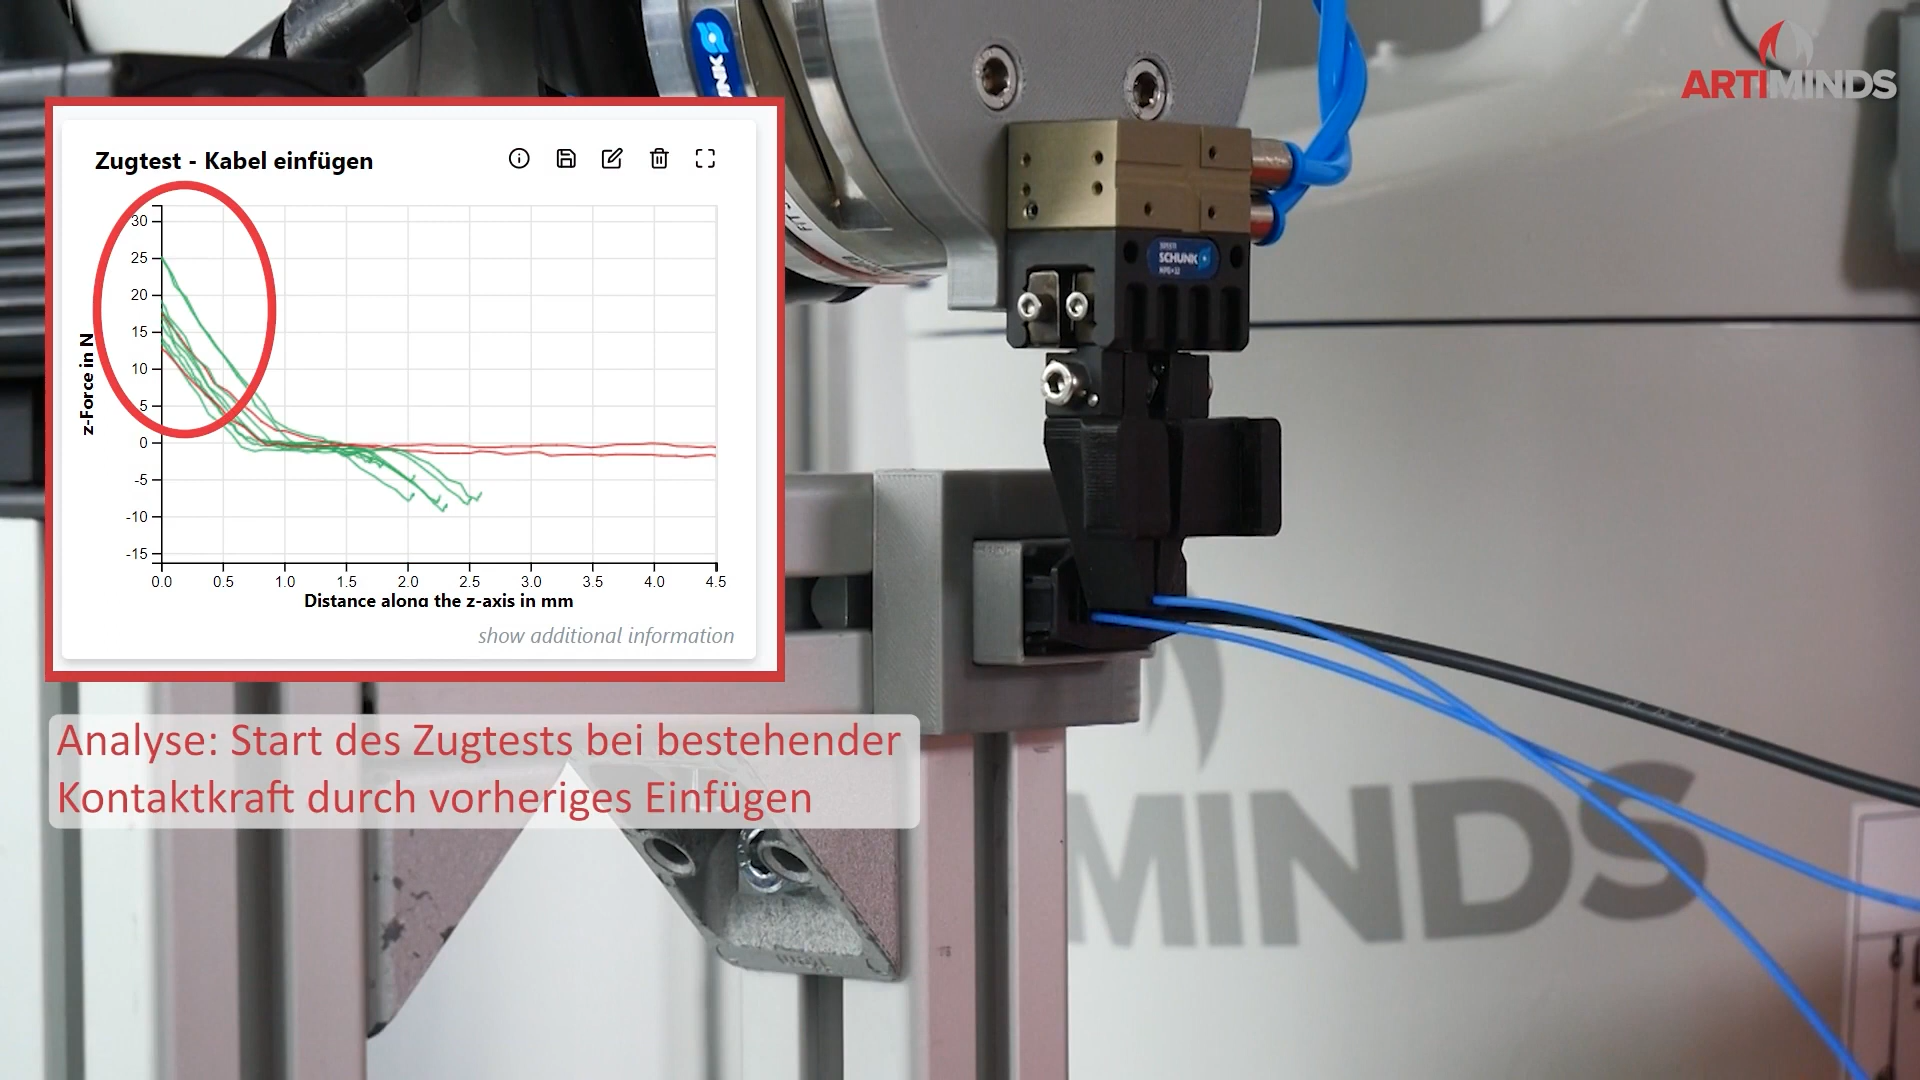 ARTIMINDS
Zugtest - Kabel einfügen
30
25
20
15
10
5
0
-5
-10
-15
z-Force in N
0.0 0.5 1.0 1.5 2.0 2.5 3.0 3.5 4.0 4.5
Distance along the z-axis in mm
show additional information
Analyse: Start des Zugtests bei bestehender
Kontaktkraft durch vorheriges Einfügen
SCHUNK
MINDS